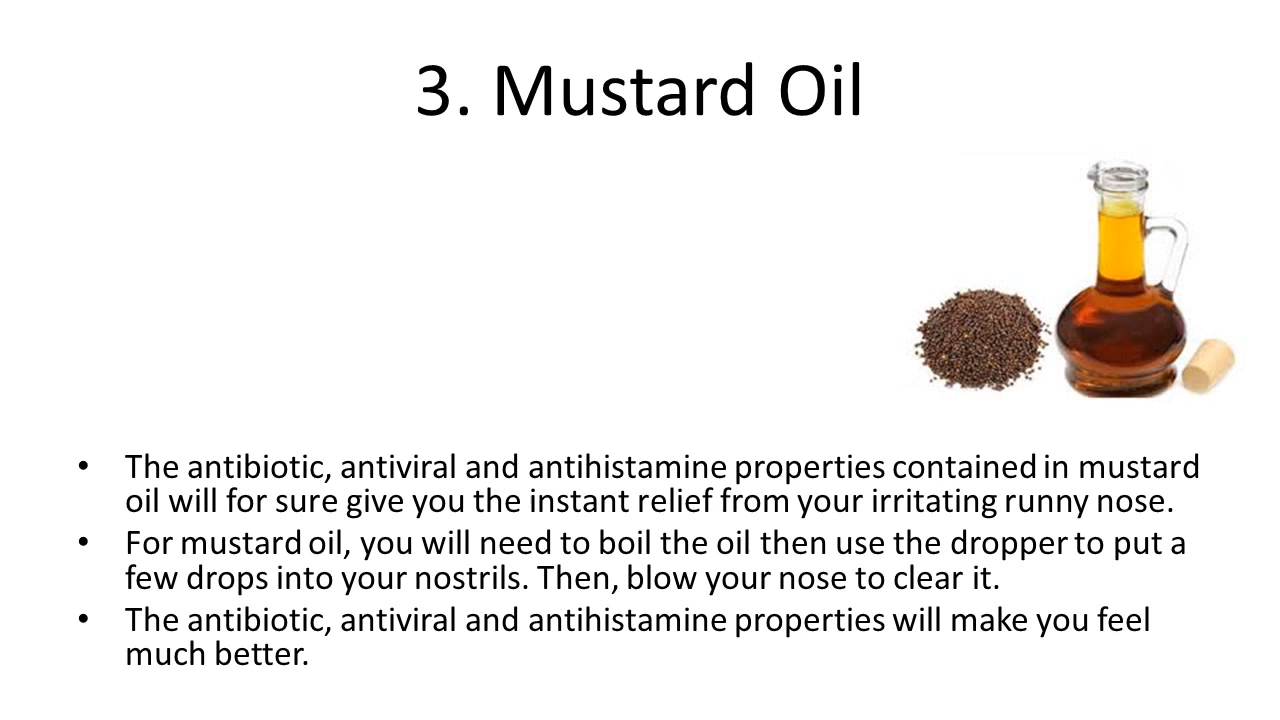 3. Mustard Oil
• The antibiotic, antiviral and antihistamine properties contained in mustard
oil will for sure give you the instant relief from your irritating runny nose.
• For mustard oil, you will need to boil the oil then use the dropper to put a
few drops into your nostrils. Then, blow your nose to clear it.
• The antibiotic, antiviral and antihistamine properties will make you feel
much better.